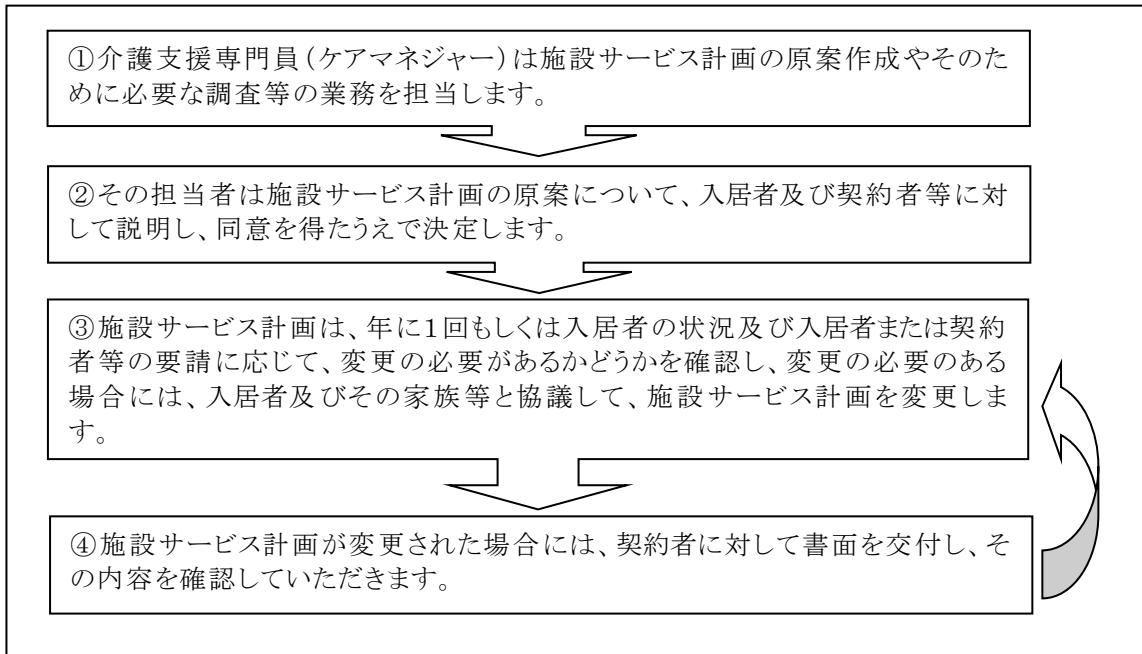 ①介護支援専門員(ケアマネジャー)は施設サービス計画の原案作成やそのた
めに必要な調査等の業務を担当します。
②その担当者は施設サービス計画の原案について、入居者及び契約者等に対
して説明し、同意を得たうえで決定します。
③施設サービス計画は、年に1回もしくは入居者の状況及び入居者または契約
者等の要請に応じて、変更の必要があるかどうかを確認し、変更の必要のある
場合には、入居者及びその家族等と協議して、施設サービス計画を変更しま
す。
④施設サービス計画が変更された場合には、契約者に対して書面を交付し、そ
の内容を確認していただきます。